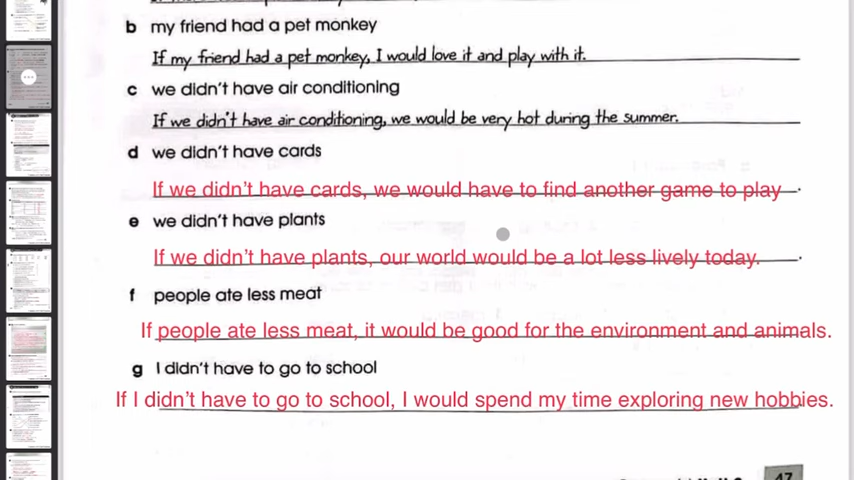 b my friend had a pet monkey
If my friend had a pet monkey, I would love it and play with it.
c we didn't have air conditioning
If we didn't have air conditioning, we would be very hot during the summer.
d we didn't have cards
If we didn't have cards, we would have to find another game to play .
e we didn't have plants
If we didn't have plants, our world would be a lot less lively today. .
f people ate less meat
If people ate less meat, it would be good for the environment and animals.
g I didn't have to go to school
If I didn't have to go to school, I would spend my time exploring new hobbies.
47